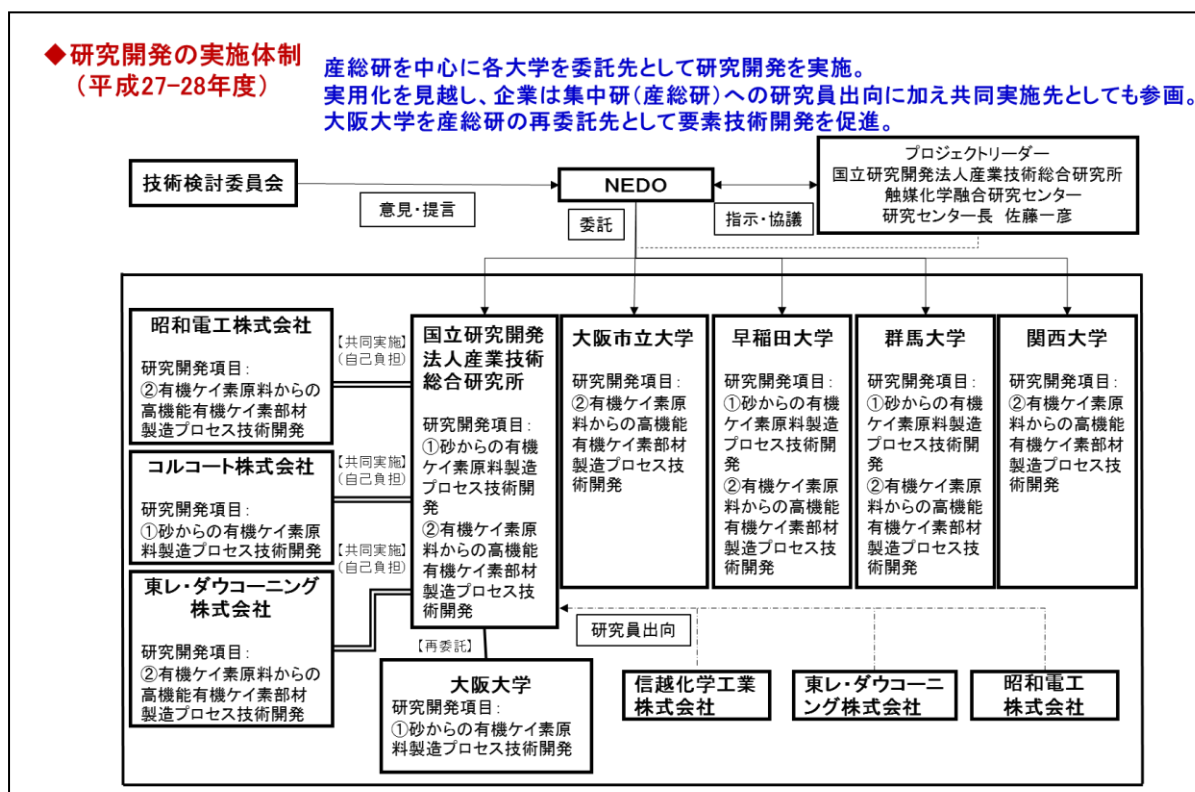 ◆研究開発の実施体制
（平成27-28年度）
産総研を中心に各大学を委託先として研究開発を実施。
実用化を見越し、企業は集中研（産総研）への研究員出向に加え共同実施先としても参画。
大阪大学を産総研の再委託先として要素技術開発を促進。
技術検討委員会
意見・提言
NEDO
委託
指示・協議
プロジェクトリーダー
国立研究開発法人産業技術総合研究所
触媒化学融合研究センター
研究センター長 佐藤一彦
昭和電工株式会社
研究開発項目：
②有機ケイ素原料からの
高機能有機ケイ素部材
製造プロセス技術開発
【共同実施】
（自己負担）
コルコート株式会社
研究開発項目：
①砂からの有機ケイ素原
料製造プロセス技術開発
【共同実施】
（自己負担）
東レ・ダウコーニング
株式会社
研究開発項目：
②有機ケイ素原料からの
高機能有機ケイ素部材
製造プロセス技術開発
【共同実施】
（自己負担）
国立研究開発
法人産業技術
総合研究所
研究開発項目：
①砂からの有機
ケイ素原料製造
プロセス技術開
発
②有機ケイ素原
料からの高機能
有機ケイ素部材
製造プロセス技
術開発
大阪市立大学
研究開発項目：
②有機ケイ素原
料からの高機能
有機ケイ素部材
製造プロセス技
術開発
早稲田大学
研究開発項目：
①砂からの有機
ケイ素原料製造
プロセス技術開
発
②有機ケイ素原
料からの高機能
有機ケイ素部材
製造プロセス技
術開発
群馬大学
研究開発項目：
①砂からの有機
ケイ素原料製造
プロセス技術開
発
②有機ケイ素原
料からの高機能
有機ケイ素部材
製造プロセス技
術開発
関西大学
研究開発項目：
②有機ケイ素原
料からの高機能
有機ケイ素部材
製造プロセス技
術開発
【再委託】
大阪大学
研究開発項目：
①砂からの有機ケイ素原
料製造プロセス技術開発
研究員出向
信越化学工業
株式会社
東レ・ダウコーニ
ング株式会社
昭和電工
株式会社